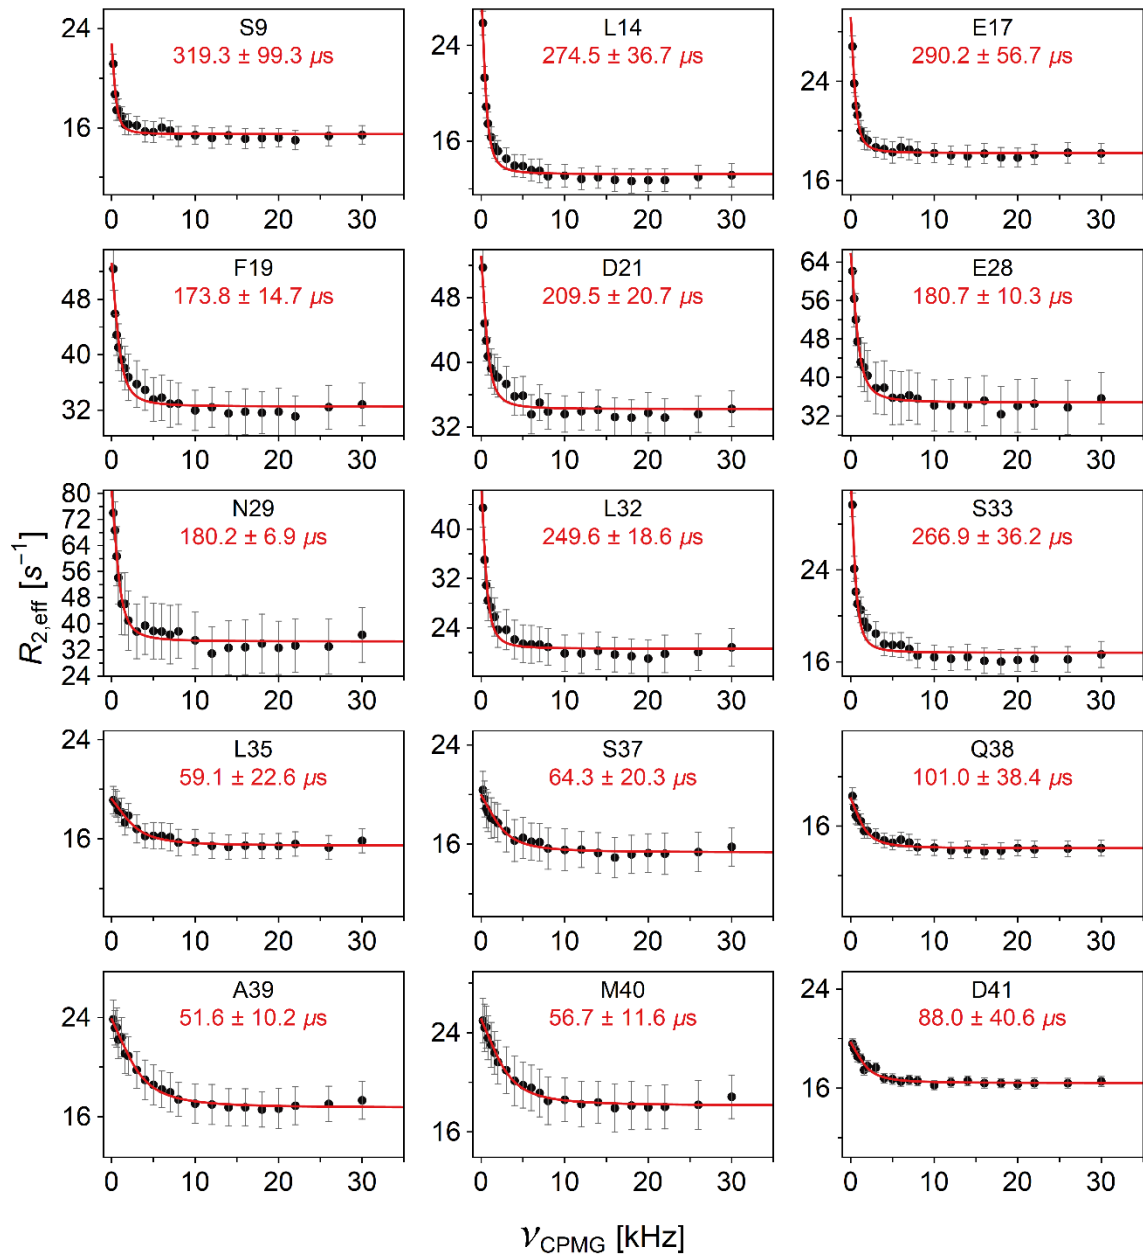 S9
319.3 ± 99.3 µs
24
16
0 10 20 30
L14
274.5 ± 36.7 µs
24
16
0 10 20 30
E17
290.2 ± 56.7 µs
24
16
0 10 20 30
F19
173.8 ± 14.7 µs
48
40
32
0 10 20 30
D21
209.5 ± 20.7 µs
48
40
32
0 10 20 30
E28
180.7 ± 10.3 µs
64
56
48
40
32
0 10 20 30
N29
180.2 ± 6.9 µs
80
72
64
56
48
40
32
24
0 10 20 30
L32
249.6 ± 18.6 µs
40
32
24
0 10 20 30
S33
266.9 ± 36.2 µs
24
16
0 10 20 30
L35
59.1 ± 22.6 µs
24
16
0 10 20 30
S37
64.3 ± 20.3 µs
24
16
0 10 20 30
Q38
101.0 ± 38.4 µs
16
0 10 20 30
A39
51.6 ± 10.2 µs
24
16
0 10 20 30
M40
56.7 ± 11.6 µs
24
16
0 10 20 30
D41
88.0 ± 40.6 µs
24
16
0 10 20 30
R2,eff [s⁻¹]
νCPMG [kHz]